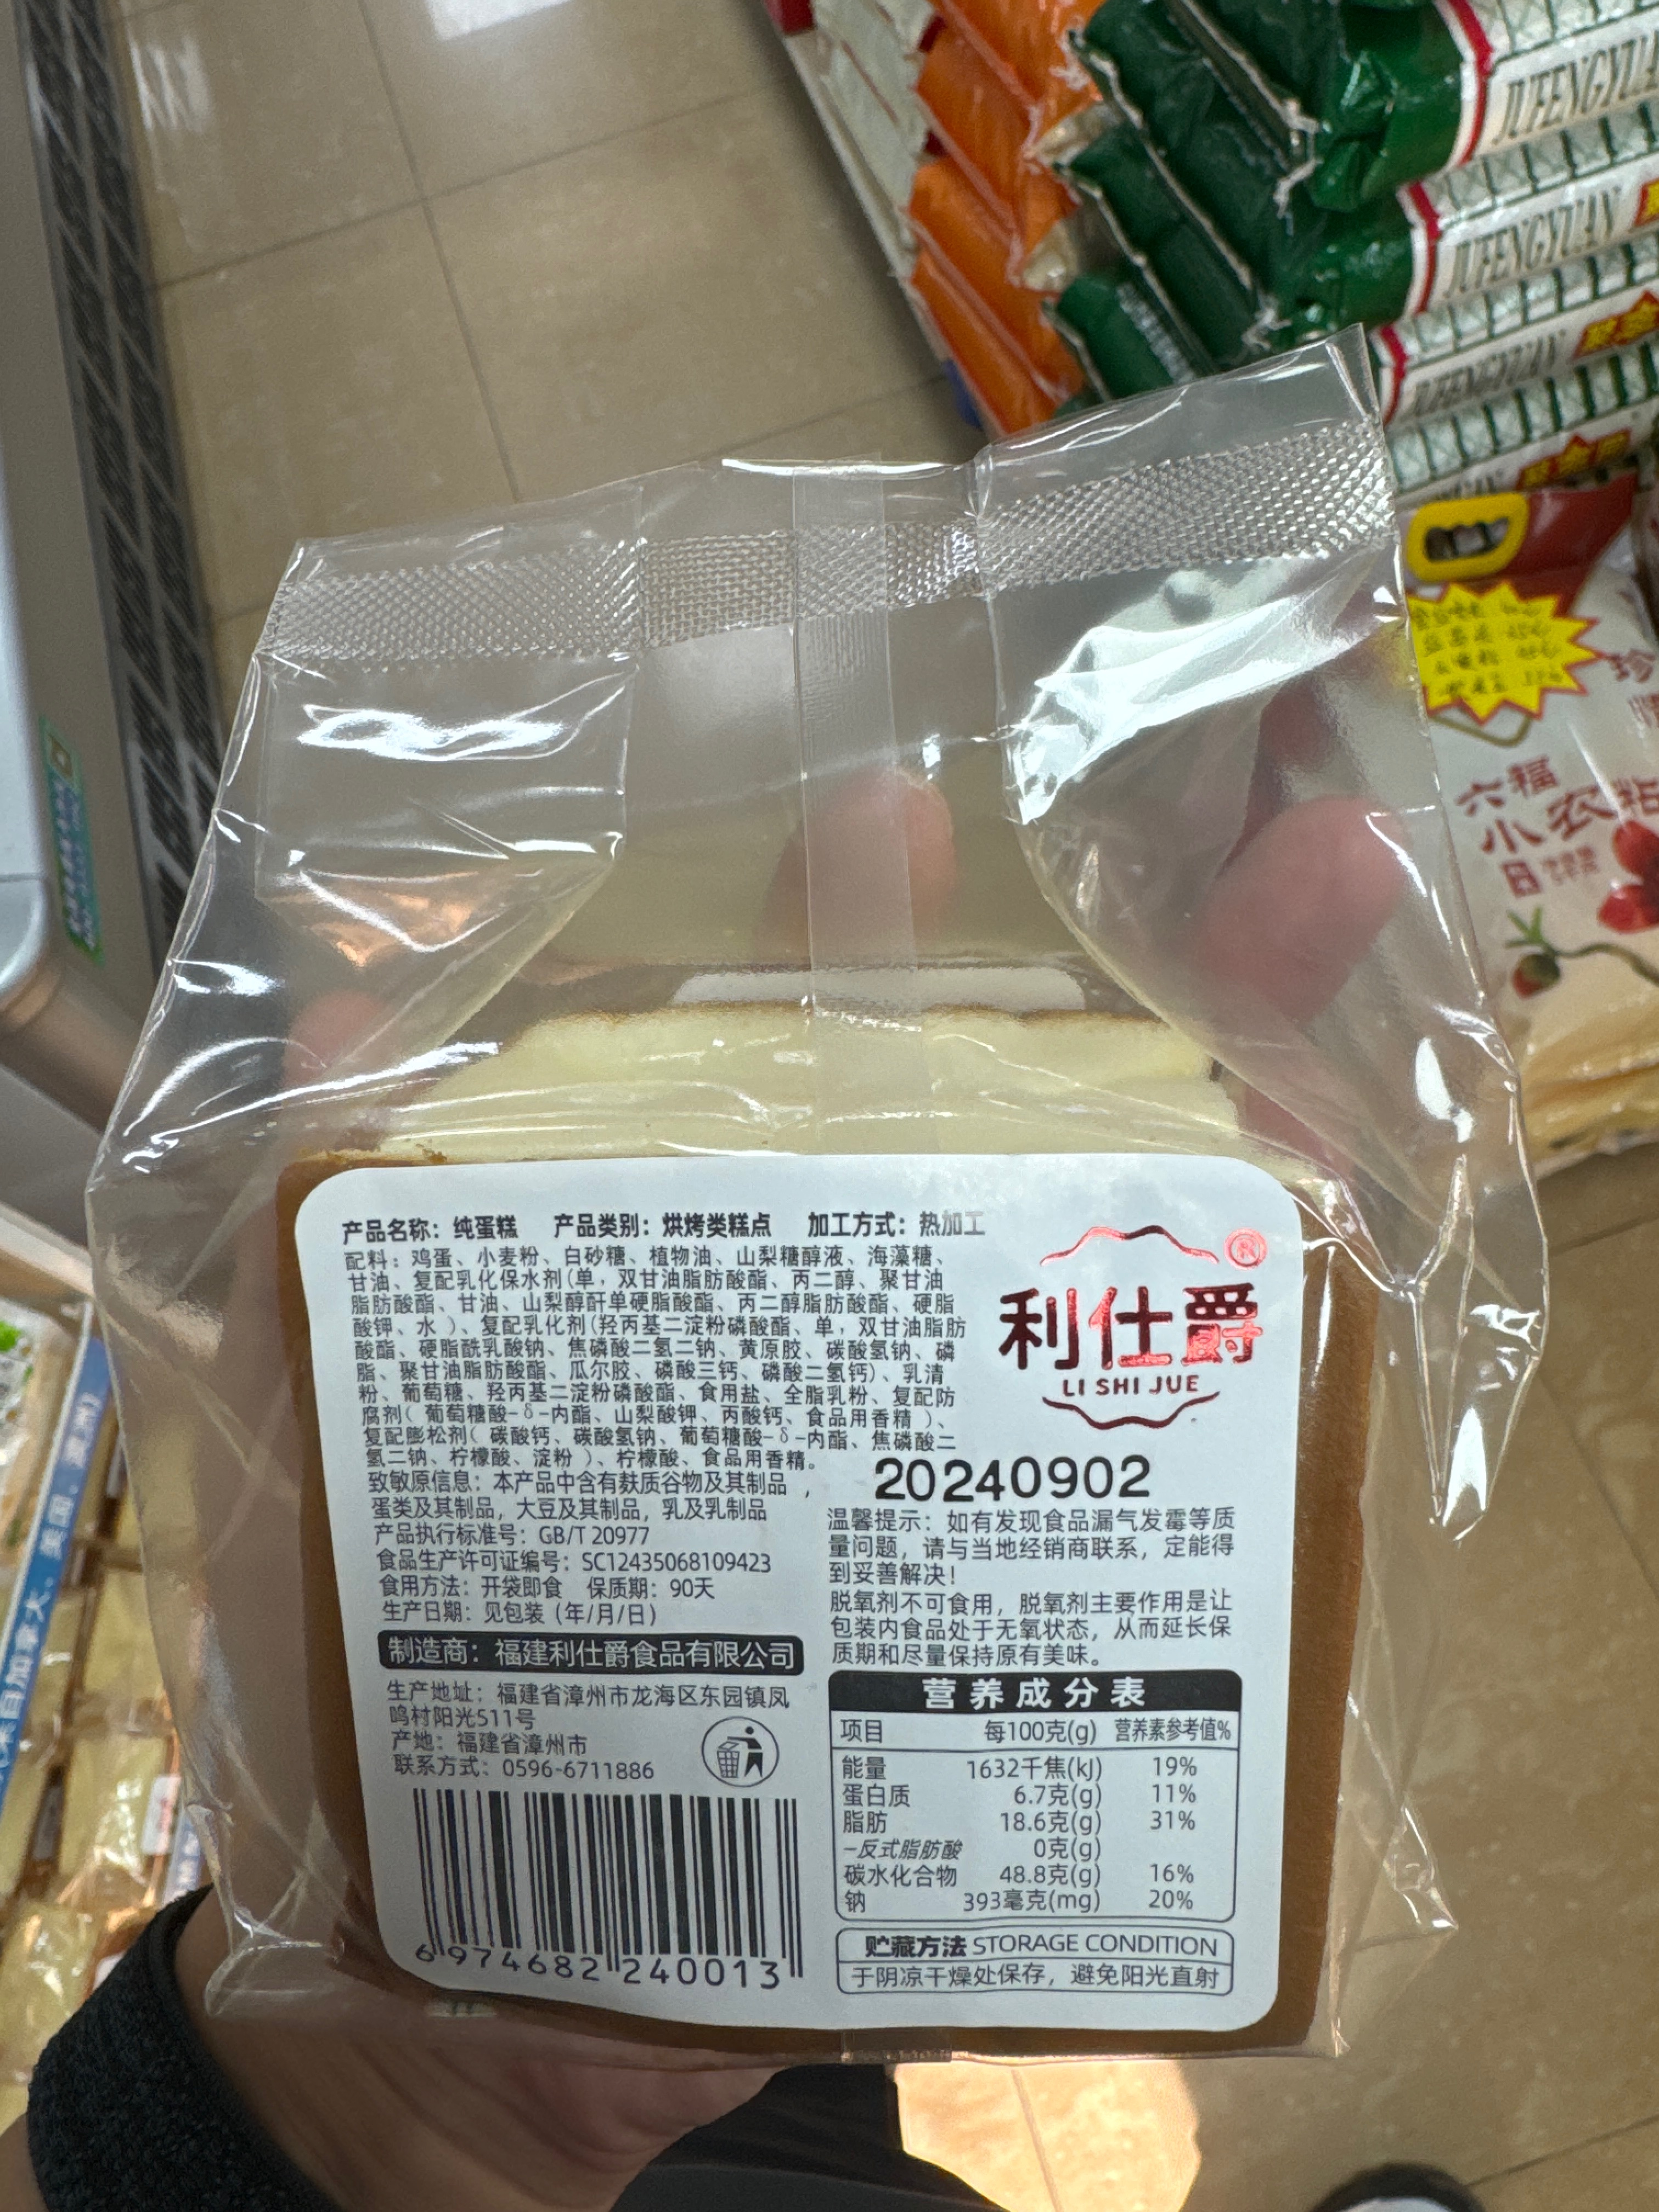 JUFENGYUA
JUFENGYUAN
JUFENGYUAN
六福
小农粘
产品名称：纯蛋糕 产品类别：烘烤类糕点 加工方式：热加工
配料：鸡蛋、小麦粉、白砂糖、植物油、山梨糖醇液、海藻糖、
甘油、复配乳化保水剂(单，双甘油脂肪酸酯、丙二醇、聚甘油
脂肪酸酯、甘油、山梨醇酐单硬脂酸酯、丙二醇脂肪酸酯、硬脂
酸钾、水 )、复配乳化剂(羟丙基二淀粉磷酸酯、单，双甘油脂肪
酸酯、硬脂酰乳酸钠、焦磷酸二氢二钠、黄原胶、碳酸氢钠、磷
脂、聚甘油脂肪酸酯、瓜尔胶、磷酸三钙、磷酸二氢钙)、乳清
粉、葡萄糖、羟丙基二淀粉磷酸酯、食用盐、全脂乳粉、复配防
腐剂( 葡萄糖酸-δ-内酯、山梨酸钾、丙酸钙、食品用香精 )、
复配膨松剂( 碳酸钙、碳酸氢钠、葡萄糖酸-δ-内酯、焦磷酸二
氢二钠、柠檬酸、淀粉 )、柠檬酸、食品用香精。
致敏原信息：本产品中含有麸质谷物及其制品，
蛋类及其制品，大豆及其制品，乳及乳制品
产品执行标准号：GB/T 20977
食品生产许可证编号：SC12435068109423
食用方法：开袋即食 保质期：90天
生产日期：见包装（年/月/日）
制造商：福建利仕爵食品有限公司
生产地址：福建省漳州市龙海区东园镇凤
鸣村阳光511号
产地：福建省漳州市
联系方式：0596-6711886
6 974682 240013
®
利仕爵
LI SHI JUE
20240902
温馨提示：如有发现食品漏气发霉等质
量问题，请与当地经销商联系，定能得
到妥善解决！
脱氧剂不可食用，脱氧剂主要作用是让
包装内食品处于无氧状态，从而延长保
质期和尽量保持原有美味。
营养成分表
项目 每100克(g) 营养素参考值%
能量 1632千焦(kJ) 19%
蛋白质 6.7克(g) 11%
脂肪 18.6克(g) 31%
-反式脂肪酸 0克(g)
碳水化合物 48.8克(g) 16%
钠 393毫克(mg) 20%
贮藏方法 STORAGE CONDITION
于阴凉干燥处保存，避免阳光直射